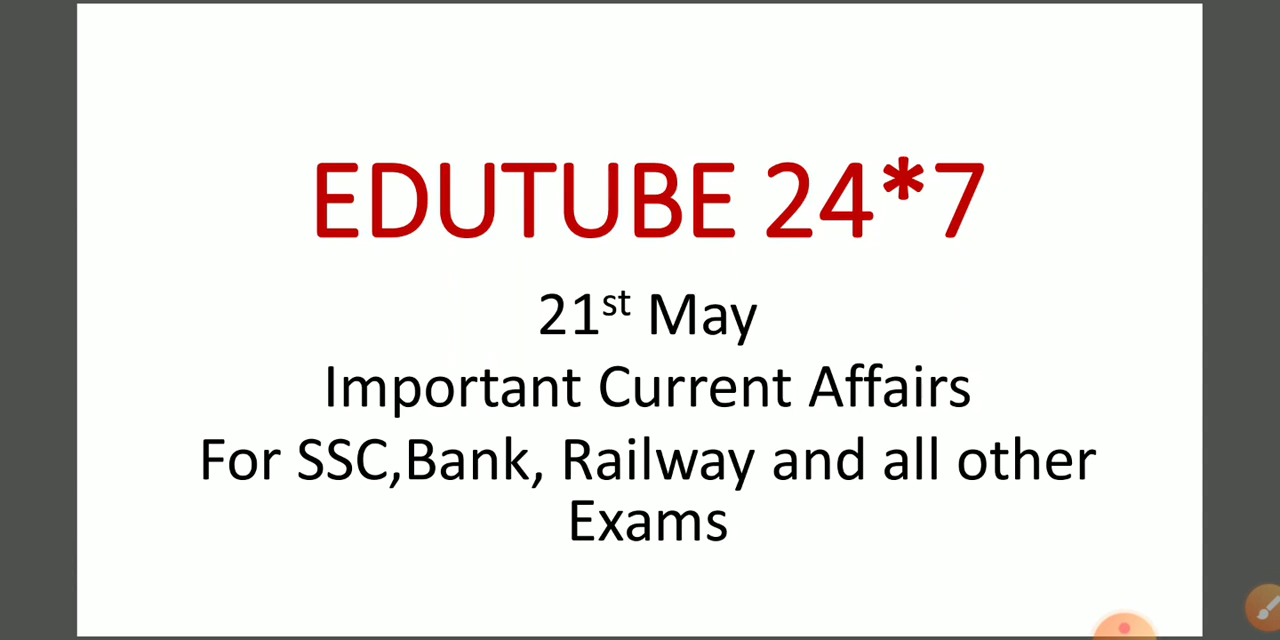 EDUTUBE 24*7
21st May
Important Current Affairs
For SSC,Bank, Railway and all other
Exams